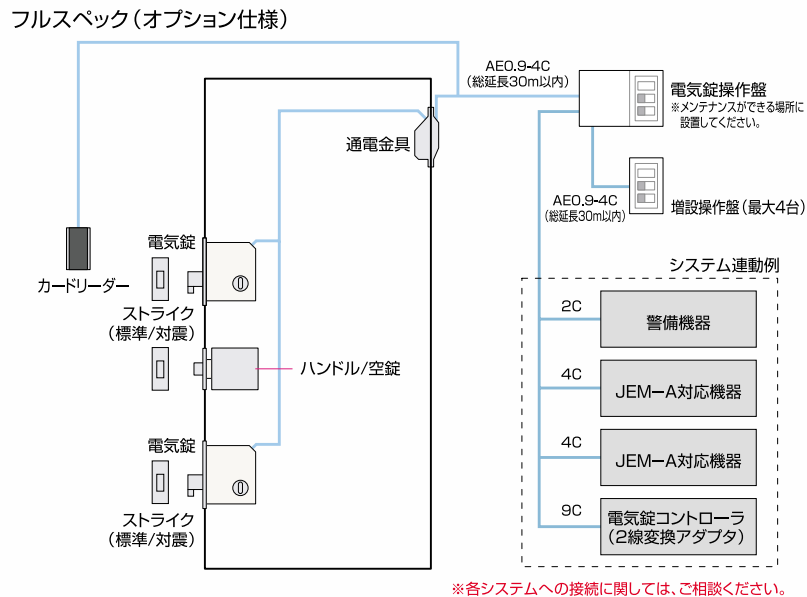 フルスペック（オプション仕様）
AE0.9-4C
（総延長30m以内）
電気錠操作盤
※メンテナンスができる場所に
設置してください。
通電金具
AE0.9-4C
（総延長30m以内）
増設操作盤（最大4台）
電気錠
カードリーダー
ストライク
（標準/対震）
ハンドル/空錠
電気錠
ストライク
（標準/対震）
システム連動例
2C
警備機器
4C
JEM－A対応機器
4C
JEM－A対応機器
9C
電気錠コントローラ
（2線変換アダプタ）
※各システムへの接続に関しては、ご相談ください。